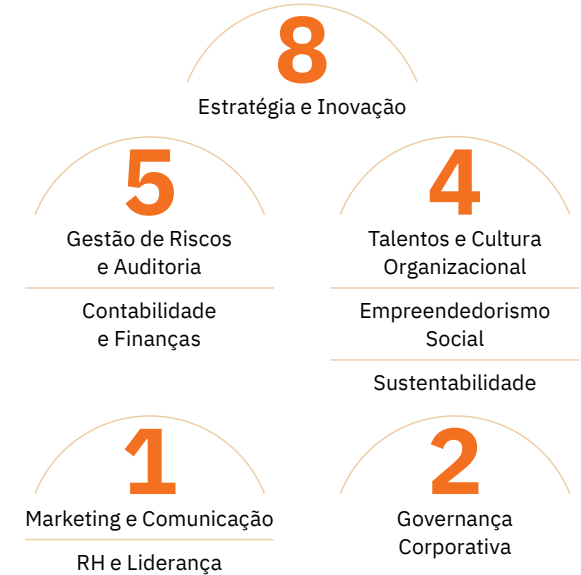 8
Estratégia e Inovação
5
Gestão de Riscos
e Auditoria
Contabilidade
e Finanças
4
Talentos e Cultura
Organizacional
Empreendedorismo
Social
Sustentabilidade
1
Marketing e Comunicação
RH e Liderança
2
Governança
Corporativa